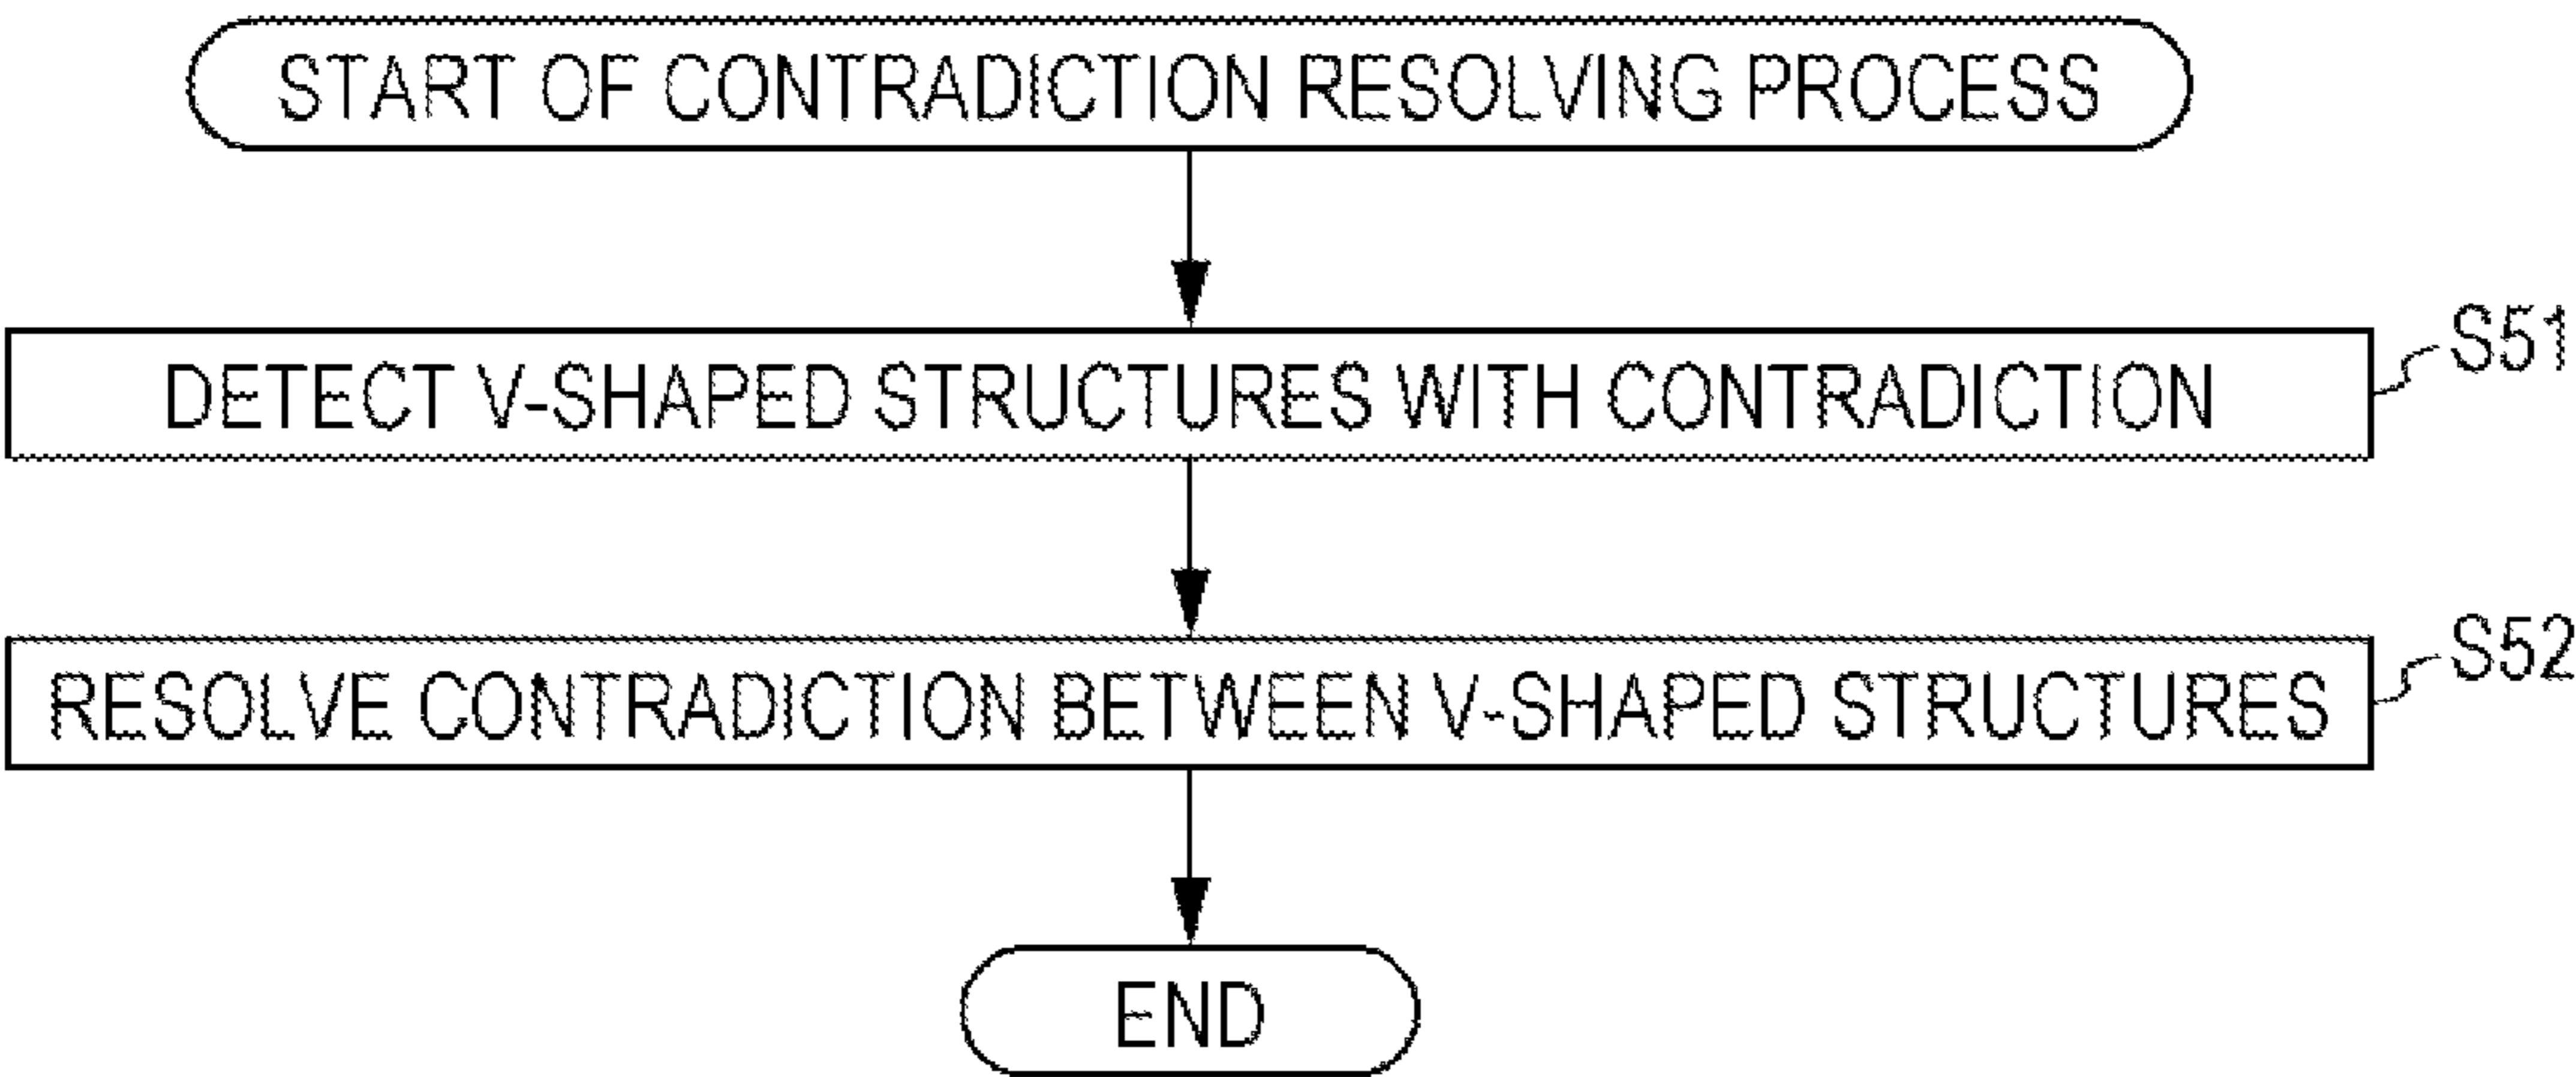 START OF CONTRADICTION RESOLVING PROCESS
DETECT V-SHAPED STRUCTURES WITH CONTRADICTION
S51
RESOLVE CONTRADICTION BETWEEN V-SHAPED STRUCTURES
S52
END